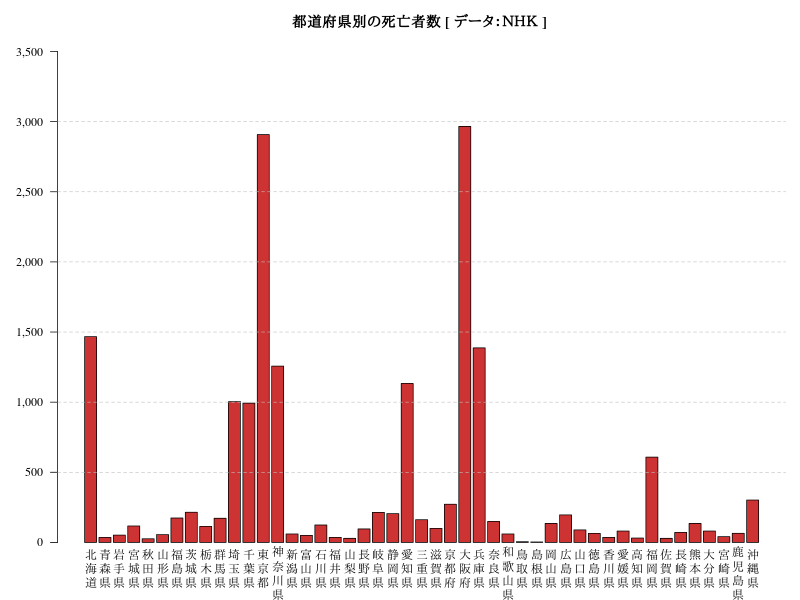 都道府県別の死亡者数 [ データ：NHK ]
3,500
3,000
2,500
2,000
1,500
1,000
500
0
北海道
青森県
岩手県
宮城県
秋田県
山形県
福島県
茨城県
栃木県
群馬県
埼玉県
千葉県
東京都
神奈川県
新潟県
富山県
石川県
福井県
山梨県
長野県
岐阜県
静岡県
愛知県
三重県
滋賀県
京都府
大阪府
兵庫県
奈良県
和歌山県
鳥取県
島根県
岡山県
広島県
山口県
徳島県
香川県
愛媛県
高知県
福岡県
佐賀県
長崎県
熊本県
大分県
宮崎県
鹿児島県
沖縄県